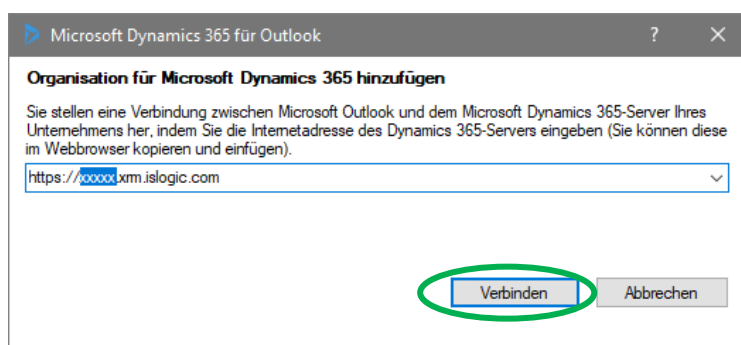 Microsoft Dynamics 365 für Outlook
Organisation für Microsoft Dynamics 365 hinzufügen
Sie stellen eine Verbindung zwischen Microsoft Outlook und dem Microsoft Dynamics 365-Server Ihres
Unternehmens her, indem Sie die Internetadresse des Dynamics 365-Servers eingeben (Sie können diese
im Webbrowser kopieren und einfügen).
https://xxxxx.xrm.islogic.com
Verbinden Abbrechen